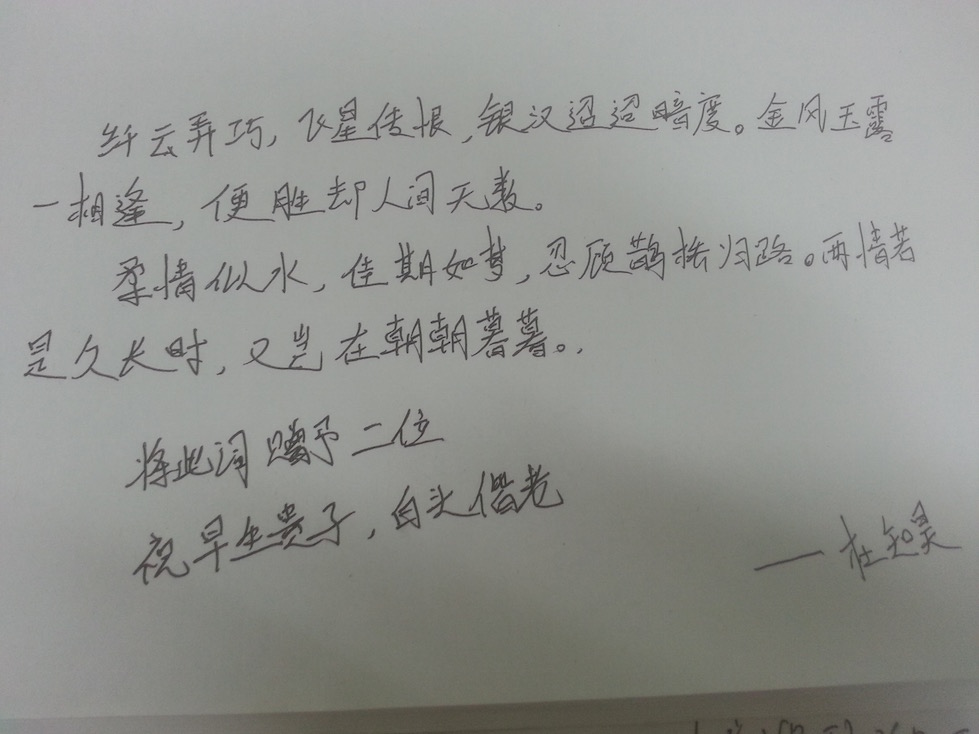 纤云弄巧，飞星传恨，银汉迢迢暗度。金风玉露
一相逢，便胜却人间无数。
柔情似水，佳期如梦，忍顾鹊桥归路。两情若
是久长时，又岂在朝朝暮暮。
将此词赠予二位
祝早生贵子，白头偕老
——杜知昊